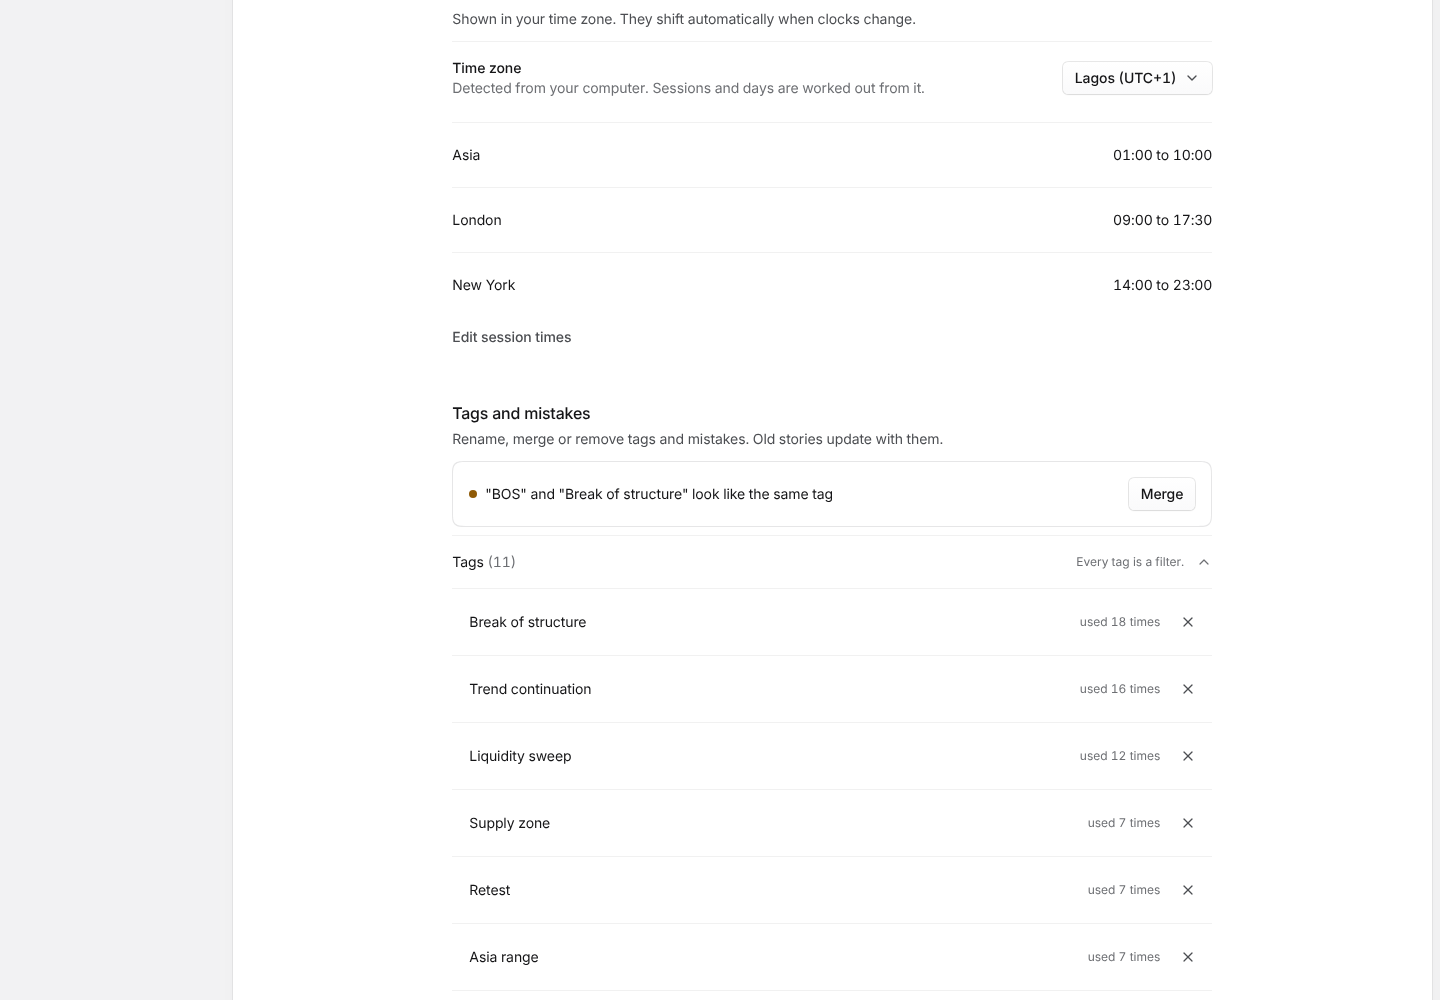 Shown in your time zone. They shift automatically when clocks change.
Time zone
Detected from your computer. Sessions and days are worked out from it.
Lagos (UTC+1)
Asia
01:00 to 10:00
London
09:00 to 17:30
New York
14:00 to 23:00
Edit session times
Tags and mistakes
Rename, merge or remove tags and mistakes. Old stories update with them.
"BOS" and "Break of structure" look like the same tag
Merge
Tags (11)
Every tag is a filter.
Break of structure
used 18 times
Trend continuation
used 16 times
Liquidity sweep
used 12 times
Supply zone
used 7 times
Retest
used 7 times
Asia range
used 7 times